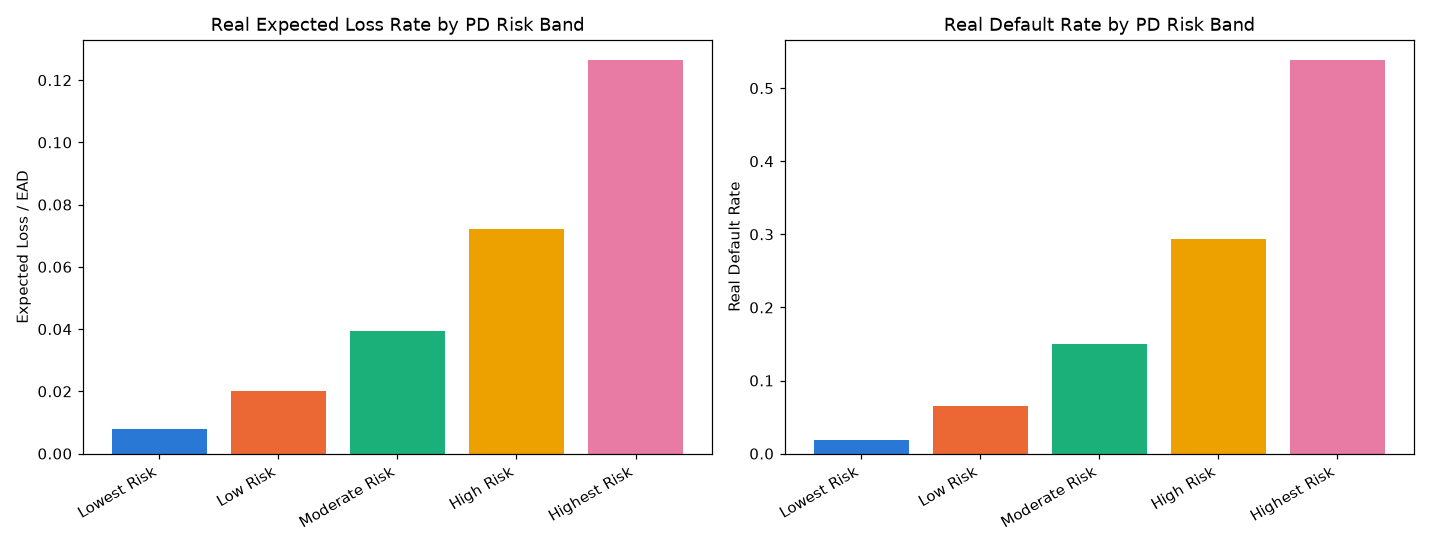 Real Expected Loss Rate by PD Risk Band
Expected Loss / EAD
0.12
0.10
0.08
0.06
0.04
0.02
0.00
Lowest Risk
Low Risk
Moderate Risk
High Risk
Highest Risk
Real Default Rate by PD Risk Band
Real Default Rate
0.5
0.4
0.3
0.2
0.1
0.0
Lowest Risk
Low Risk
Moderate Risk
High Risk
Highest Risk